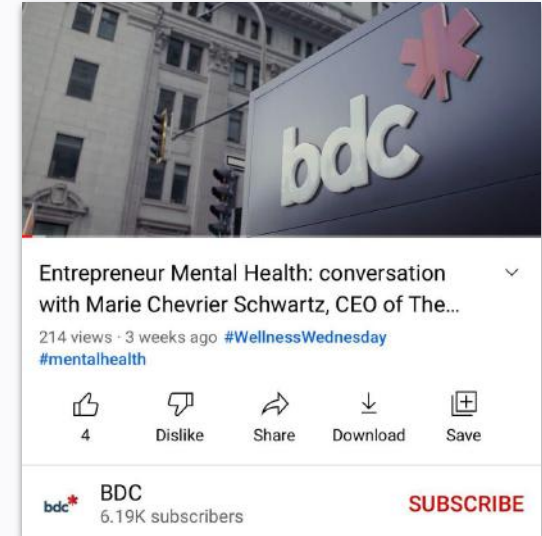 bdc*
Entrepreneur Mental Health: conversation
with Marie Chevrier Schwartz, CEO of The...
214 views · 3 weeks ago #WellnessWednesday
#mentalhealth
4
Dislike
Share
Download
Save
bdc*
BDC
6.19K subscribers
SUBSCRIBE